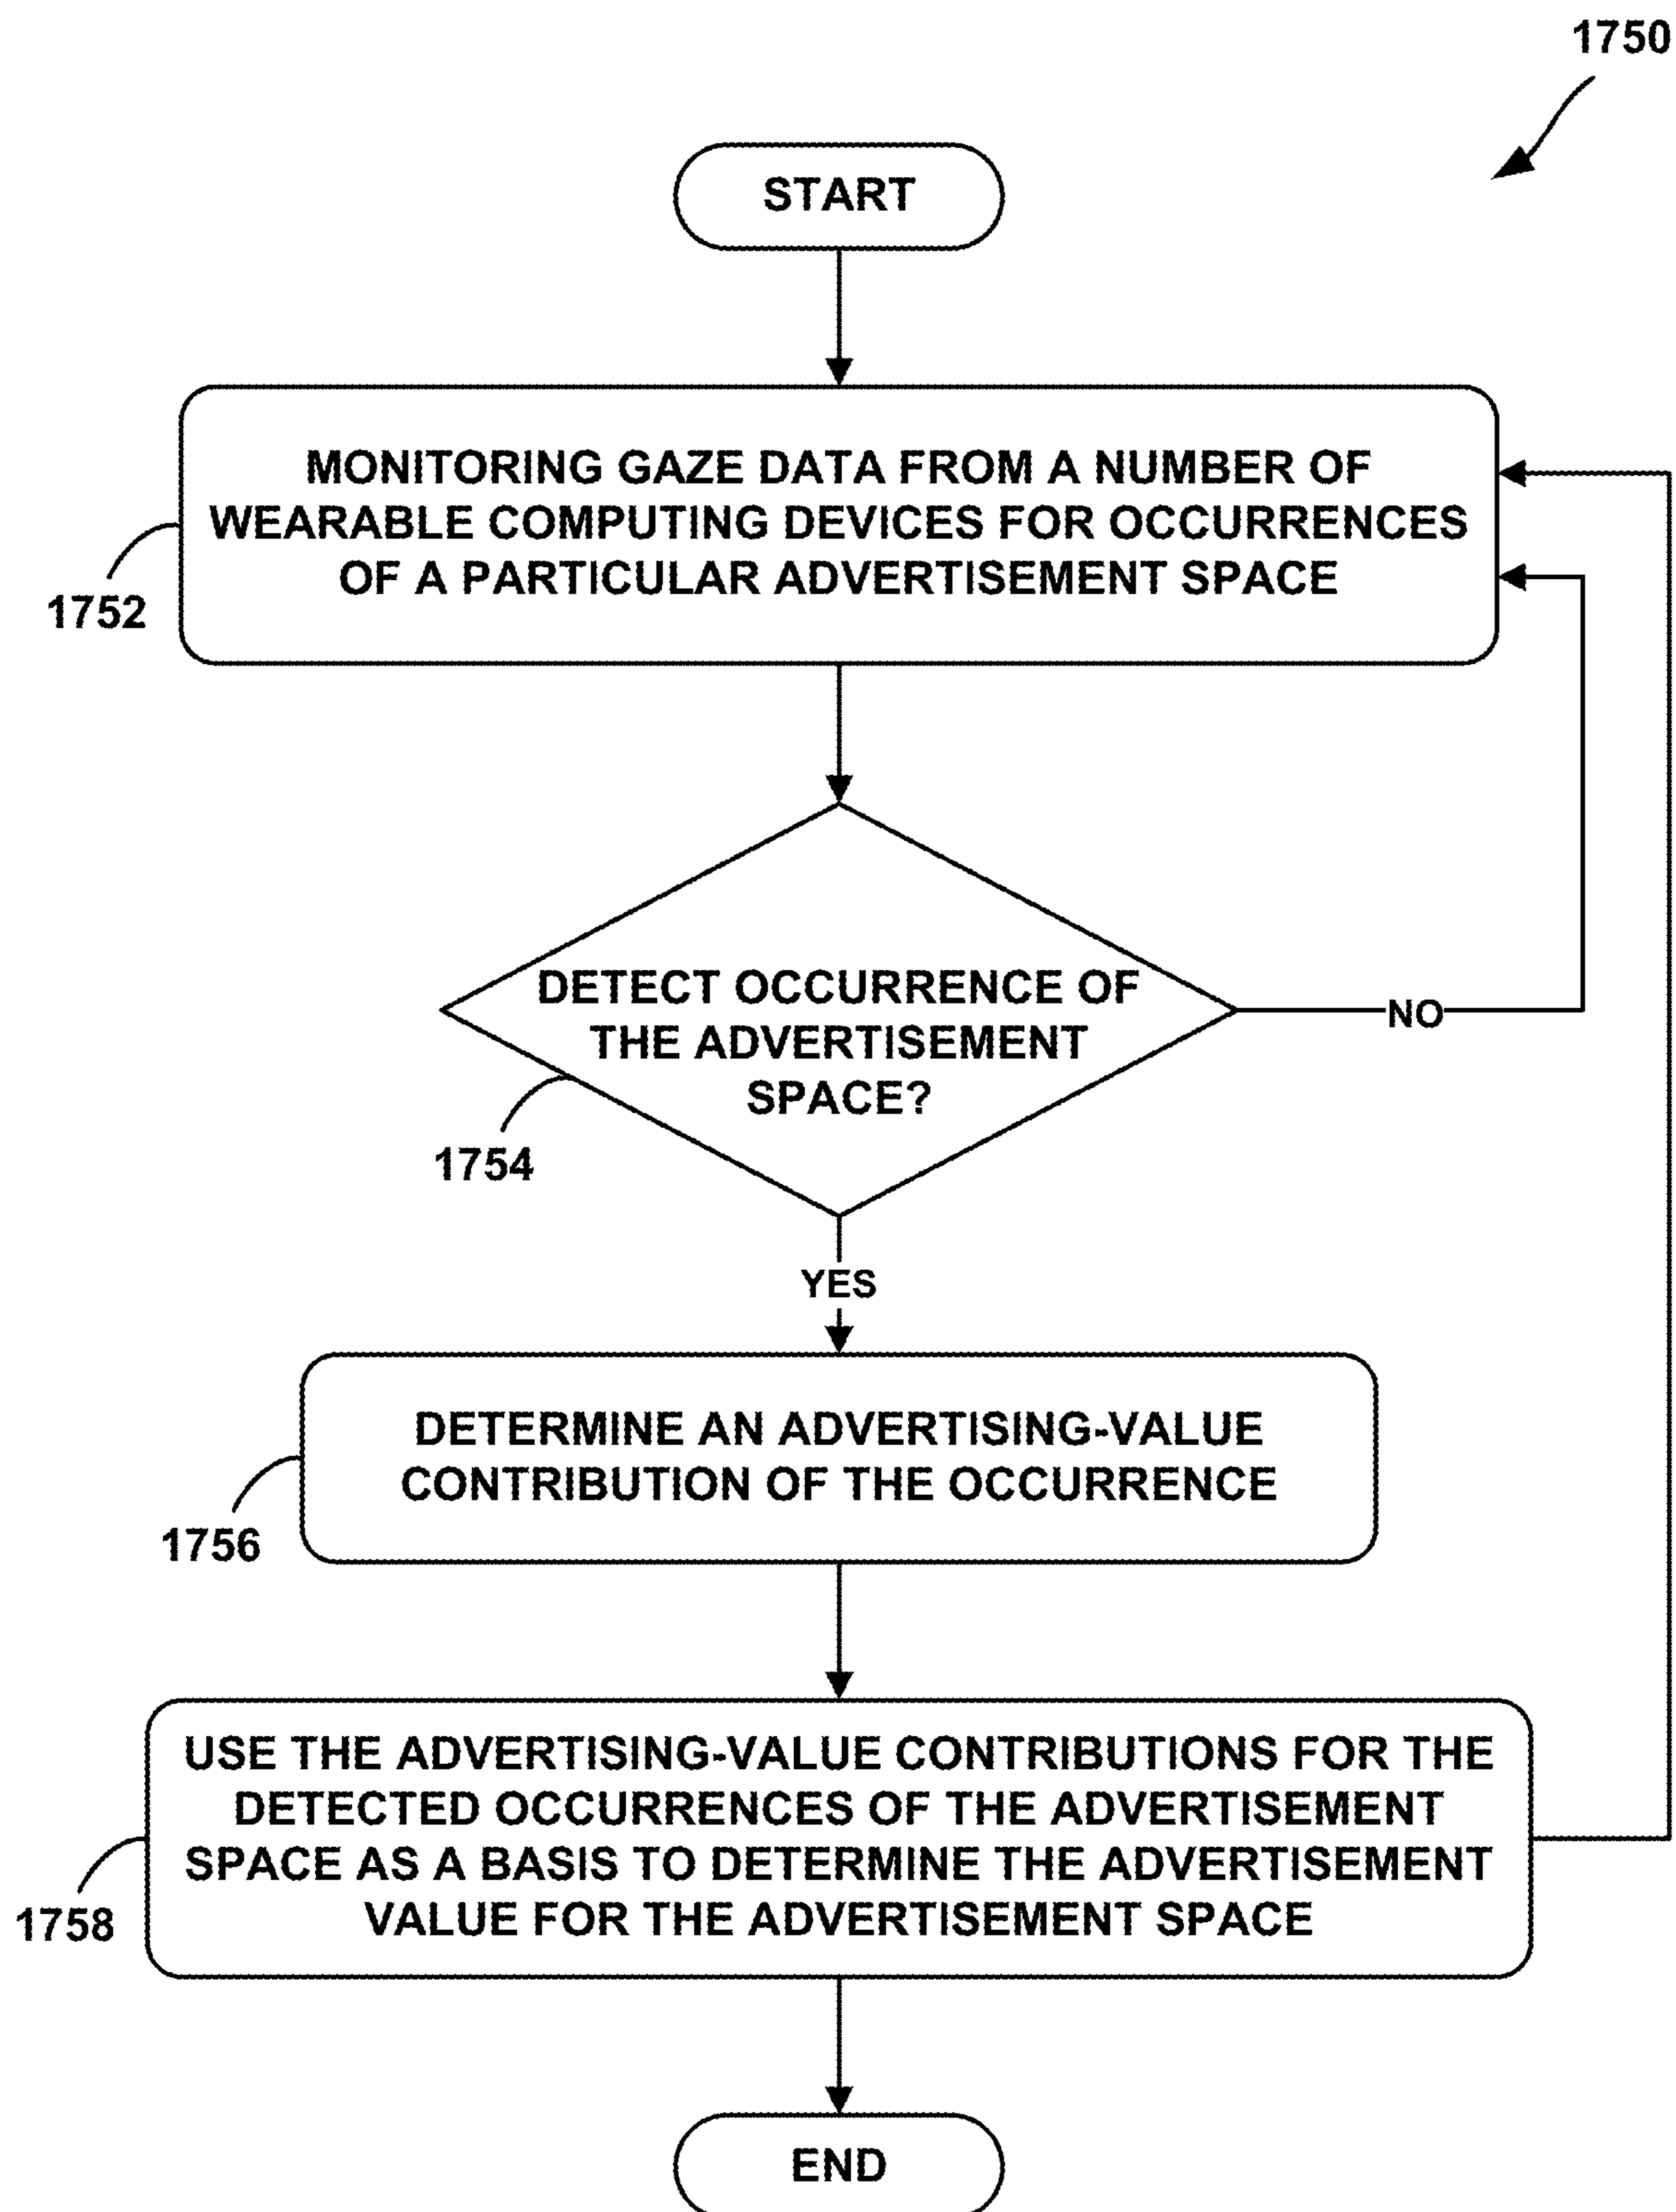 1750
START
MONITORING GAZE DATA FROM A NUMBER OF
WEARABLE COMPUTING DEVICES FOR OCCURRENCES
OF A PARTICULAR ADVERTISEMENT SPACE
1752
DETECT OCCURRENCE OF
THE ADVERTISEMENT
SPACE?
NO
1754
YES
DETERMINE AN ADVERTISING-VALUE
CONTRIBUTION OF THE OCCURRENCE
1756
USE THE ADVERTISING-VALUE CONTRIBUTIONS FOR THE
DETECTED OCCURRENCES OF THE ADVERTISEMENT
SPACE AS A BASIS TO DETERMINE THE ADVERTISEMENT
VALUE FOR THE ADVERTISEMENT SPACE
1758
END